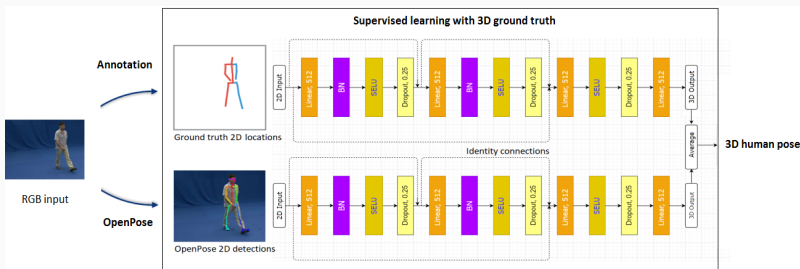 Supervised learning with 3D ground truth
Annotation
RGB input
OpenPose
Ground truth 2D locations
2D Input
Linear, 512
BN
SELU
Dropout, 0.25
Linear, 512
BN
SELU
Dropout, 0.25
Linear, 512
SELU
Dropout, 0.25
Linear, 512
3D Output
Identity connections
Average
3D human pose
OpenPose 2D detections
2D Input
Linear, 512
BN
SELU
Dropout, 0.25
Linear, 512
BN
SELU
Dropout, 0.25
Linear, 512
SELU
Dropout, 0.25
Linear, 512
3D Output